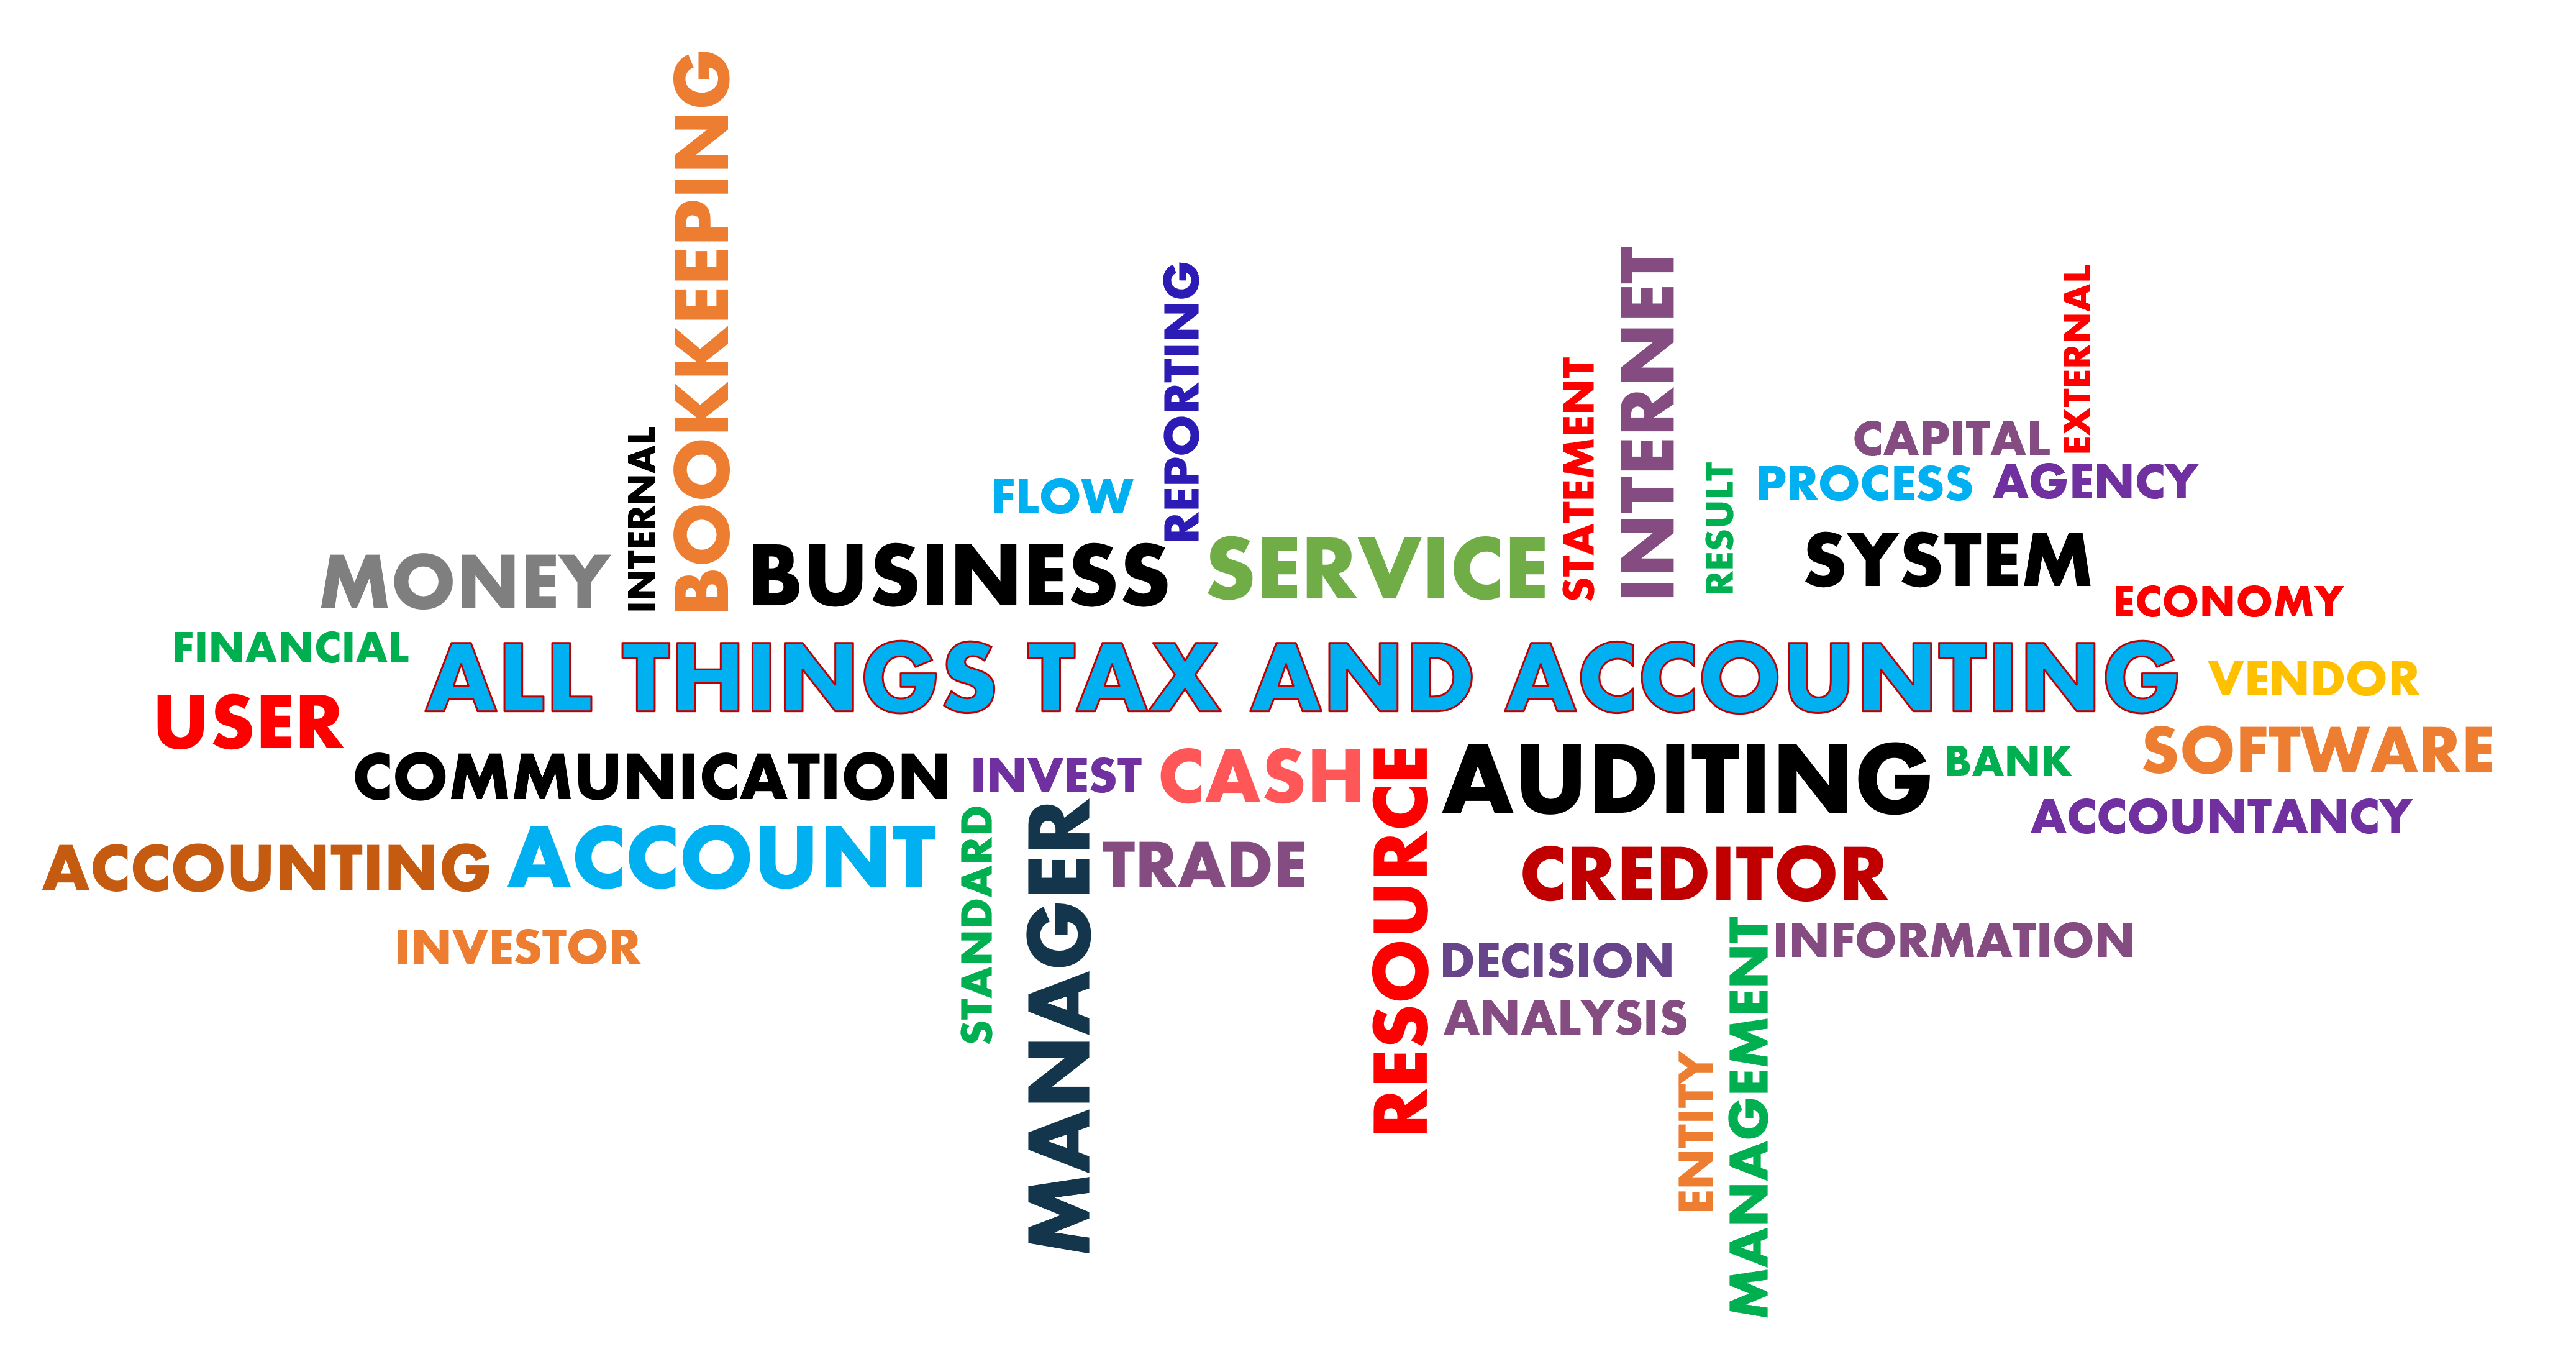 BOOKKEEPING
REPORTING
INTERNET
EXTERNAL
STATEMENT
INTERNAL
CAPITAL
FLOW
RESULT
PROCESS
AGENCY
MONEY
BUSINESS
SERVICE
SYSTEM
ECONOMY
FINANCIAL
ALL THINGS TAX AND ACCOUNTING
VENDOR
USER
COMMUNICATION
INVEST
CASH
RESOURCE
AUDITING
BANK
SOFTWARE
ACCOUNTANCY
ACCOUNTING
ACCOUNT
STANDARD
MANAGER
TRADE
CREDITOR
INVESTOR
DECISION
MANAGEMENT
INFORMATION
ANALYSIS
ENTITY